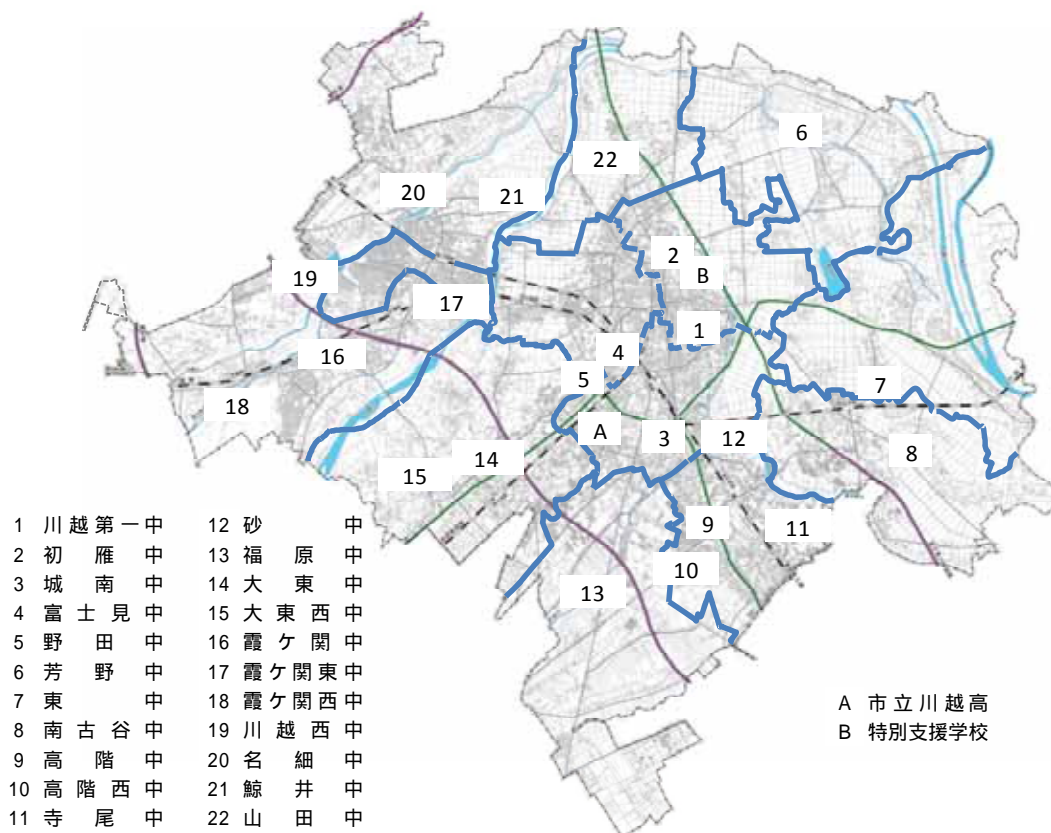 6
22
20
21
2
B
19
17
1
4
16
5
7
18
A
3
12
8
14
15
9
11
10
13
1 川越第一中
2 初雁中
3 城南中
4 富士見中
5 野田中
6 芳野中
7 東中
8 南古谷中
9 高階中
10 高階西中
11 寺尾中
12 砂中
13 福原中
14 大東中
15 大東西中
16 霞ケ関中
17 霞ケ関東中
18 霞ケ関西中
19 川越西中
20 名細中
21 鯨井中
22 山田中
A 市立川越高
B 特別支援学校